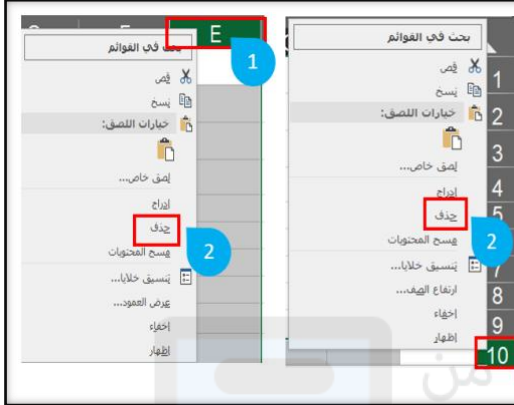 E
1
بحث في القوائم
قص
نسخ
خيارات اللصق:
لصق خاص...
إدراج
حذف
2
مسح المحتويات
تنسيق خلايا...
عرض العمود...
إخفاء
إظهار
بحث في القوائم
قص
نسخ
خيارات اللصق:
لصق خاص...
إدراج
حذف
2
مسح المحتويات
تنسيق خلايا...
ارتفاع الصف...
إخفاء
إظهار
1
2
3
4
5
7
8
9
10
من